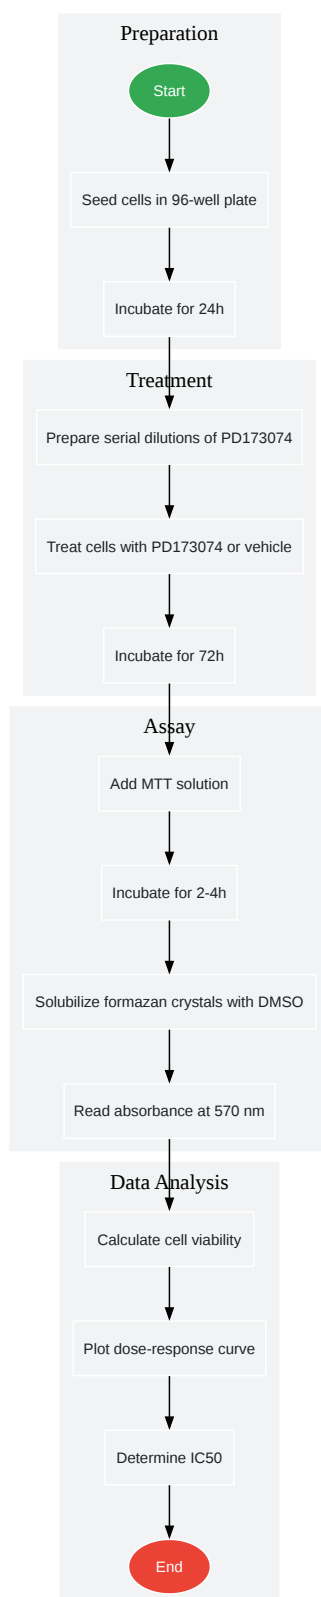 Preparation
Start
Seed cells in 96-well plate
Incubate for 24h
Treatment
Prepare serial dilutions of PD173074
Treat cells with PD173074 or vehicle
Incubate for 72h
Assay
Add MTT solution
Incubate for 2-4h
Solubilize formazan crystals with DMSO
Read absorbance at 570 nm
Data Analysis
Calculate cell viability
Plot dose-response curve
Determine IC50
End